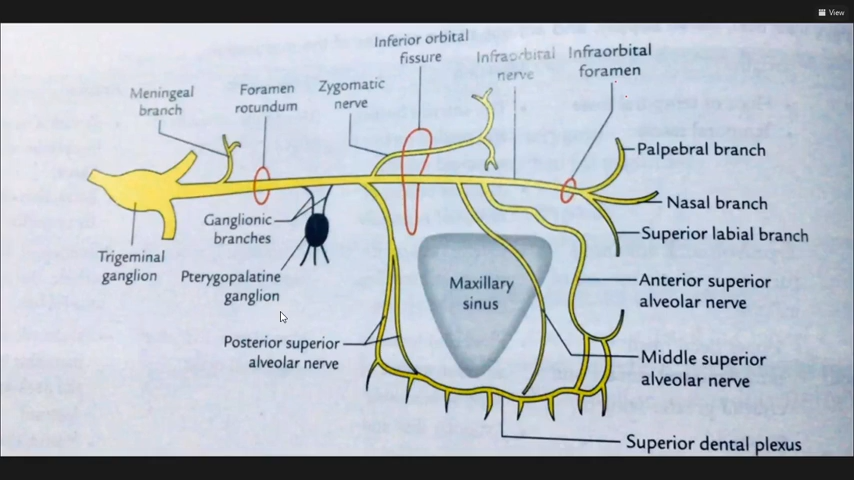 View
Inferior orbital
fissure
Infraorbital
nerve
Infraorbital
foramen
Meningeal
branch
Foramen
rotundum
Zygomatic
nerve
Palpebral branch
Nasal branch
Superior labial branch
Ganglionic
branches
Trigeminal
ganglion
Pterygopalatine
ganglion
Maxillary
sinus
Anterior superior
alveolar nerve
Posterior superior
alveolar nerve
Middle superior
alveolar nerve
Superior dental plexus